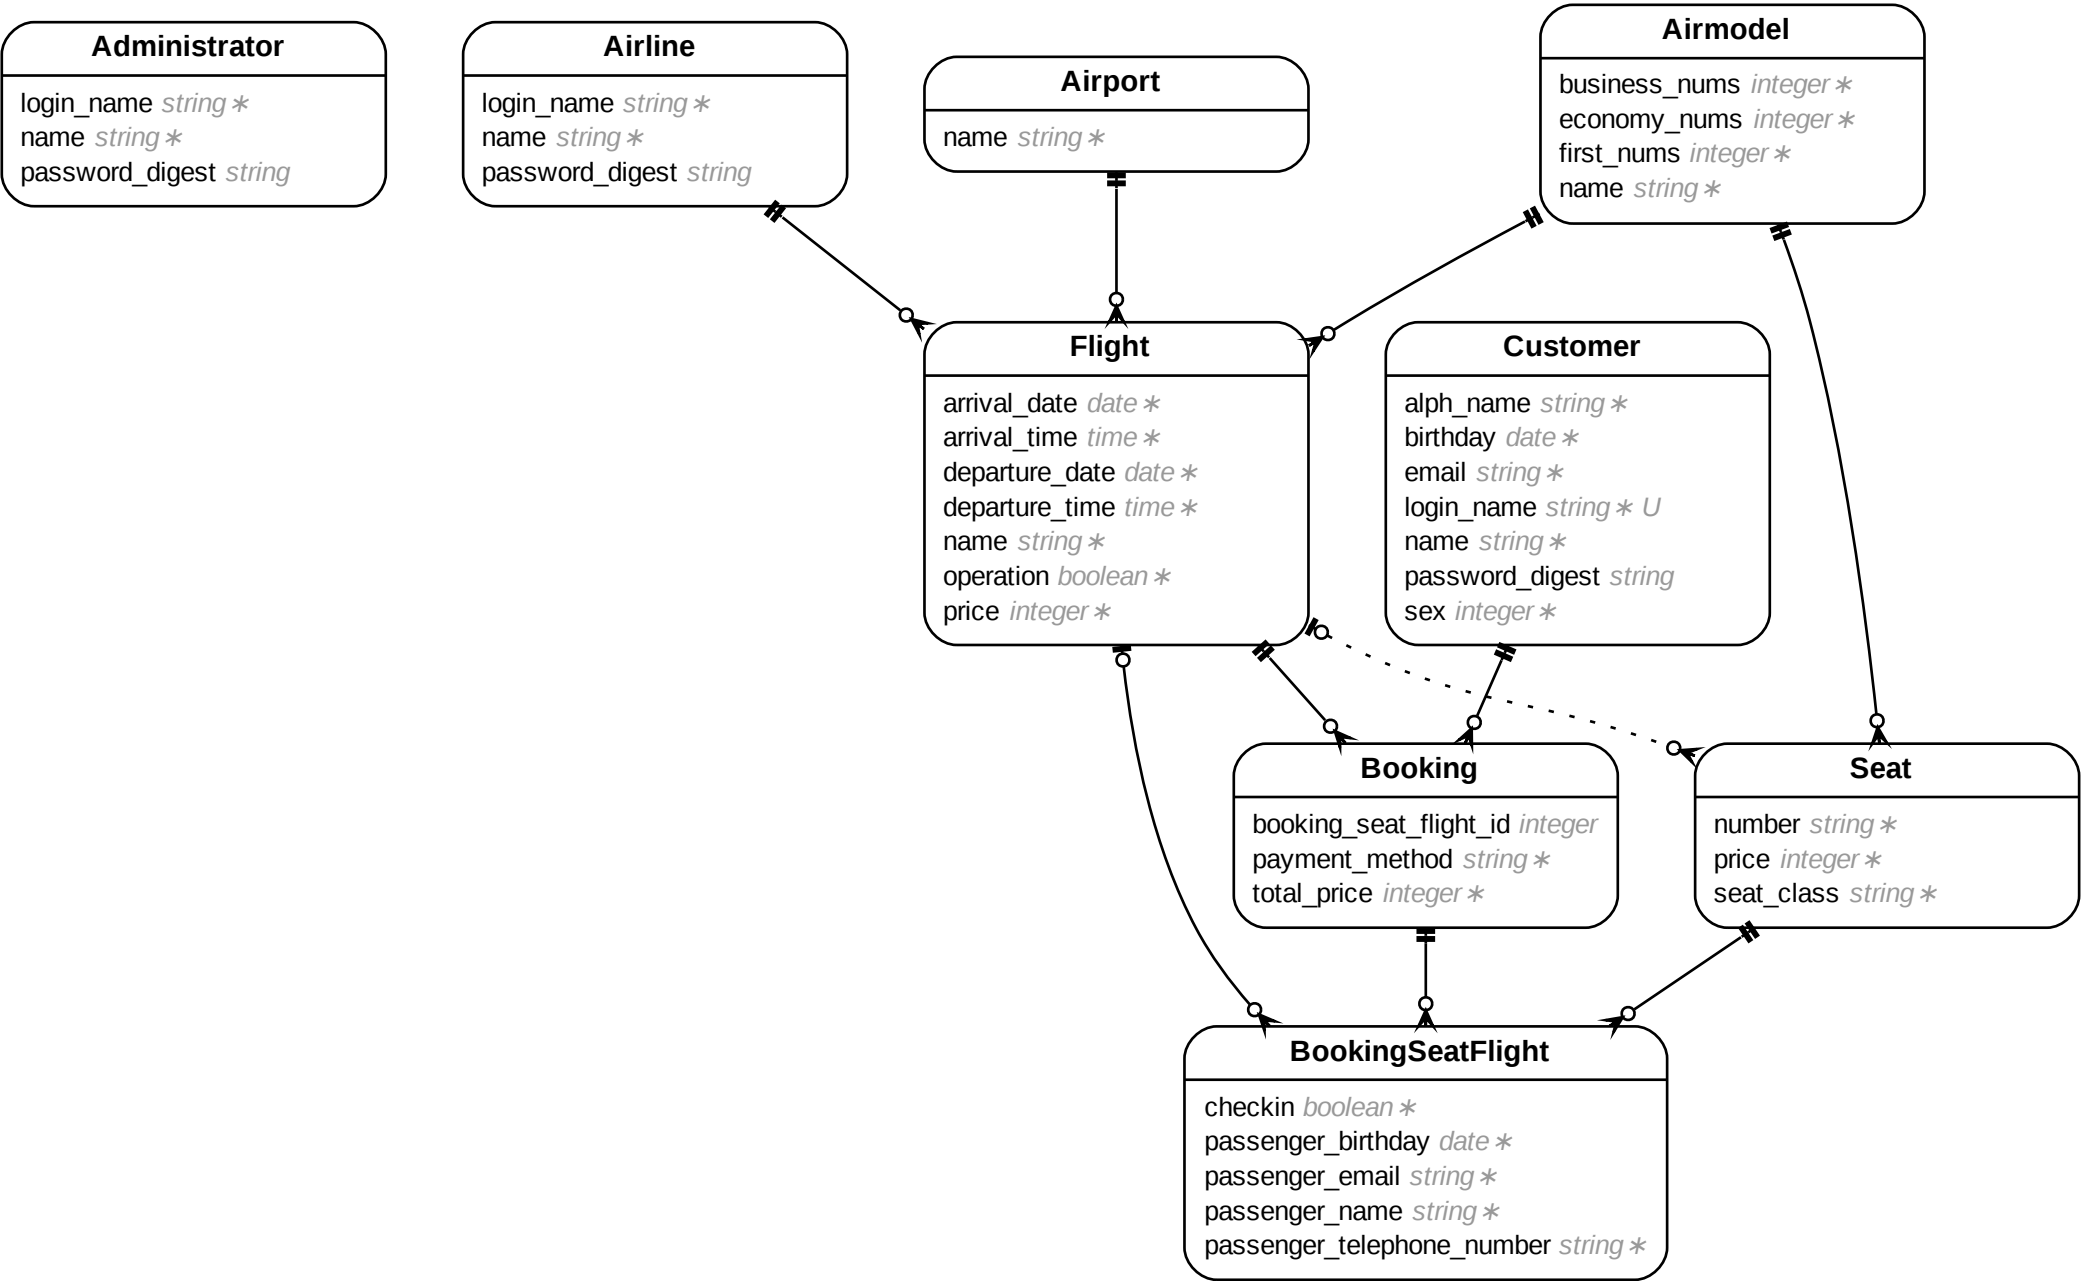 Administrator
login_name string∗
name string∗
password_digest string
Airline
login_name string∗
name string∗
password_digest string
Airport
name string∗
Airmodel
business_nums integer∗
economy_nums integer∗
first_nums integer∗
name string∗
Flight
arrival_date date∗
arrival_time time∗
departure_date date∗
departure_time time∗
name string∗
operation boolean∗
price integer∗
Customer
alph_name string∗
birthday date∗
email string∗
login_name string∗ U
name string∗
password_digest string
sex integer∗
Booking
booking_seat_flight_id integer
payment_method string∗
total_price integer∗
Seat
number string∗
price integer∗
seat_class string∗
BookingSeatFlight
checkin boolean∗
passenger_birthday date∗
passenger_email string∗
passenger_name string∗
passenger_telephone_number string∗